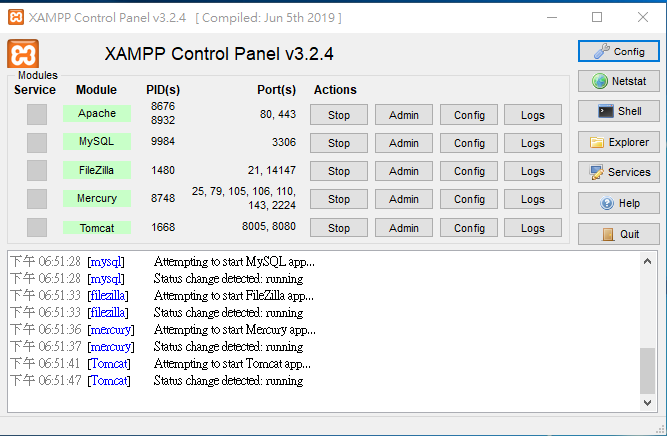 XAMPP Control Panel v3.2.4 [ Compiled: Jun 5th 2019 ]
XAMPP Control Panel v3.2.4
Config
Modules
Service Module PID(s) Port(s) Actions
Netstat
Apache 8676 8932 80, 443 Stop Admin Config Logs
Shell
MySQL 9984 3306 Stop Admin Config Logs
Explorer
FileZilla 1480 21, 14147 Stop Admin Config Logs
Services
Mercury 8748 25, 79, 105, 106, 110, 143, 2224 Stop Admin Config Logs
Help
Tomcat 1668 8005, 8080 Stop Admin Config Logs
Quit
下午 06:51:28 [mysql] Attempting to start MySQL app...
下午 06:51:28 [mysql] Status change detected: running
下午 06:51:33 [filezilla] Attempting to start FileZilla app...
下午 06:51:33 [filezilla] Status change detected: running
下午 06:51:36 [mercury] Attempting to start Mercury app...
下午 06:51:37 [mercury] Status change detected: running
下午 06:51:41 [Tomcat] Attempting to start Tomcat app...
下午 06:51:47 [Tomcat] Status change detected: running